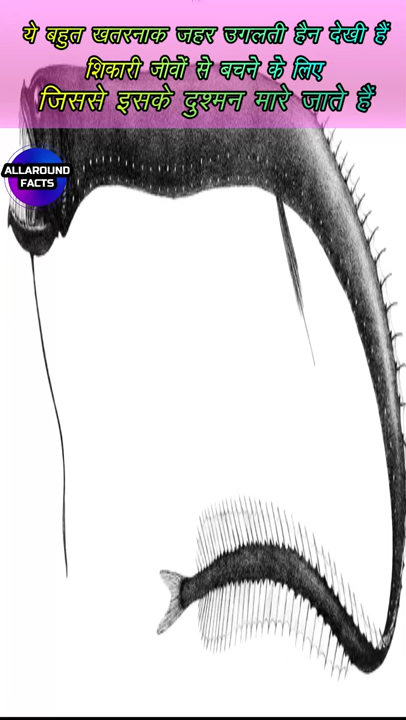 ये बहुत खतरनाक जहर उगलती हैन देखी हैं
शिकारी जीवों से बचने के लिए
जिससे इसके दुश्मन मारे जाते हैं
ALLAROUND
FACTS